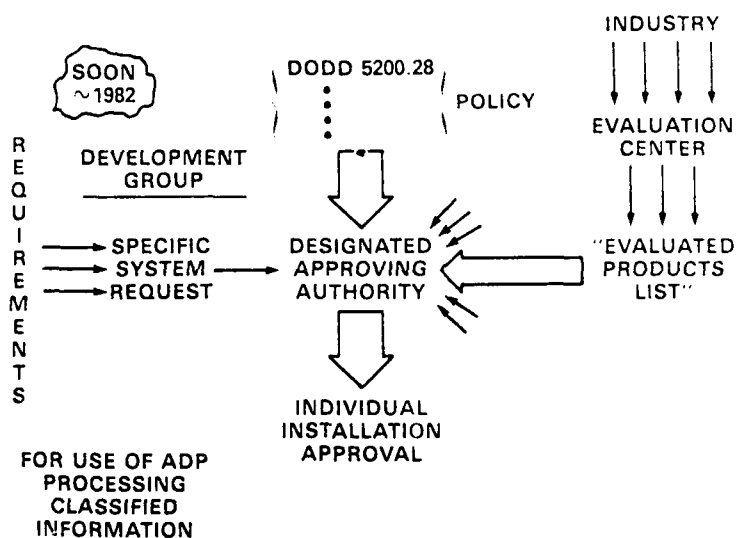 SOON
~1982
DODD 5200.28
POLICY
INDUSTRY
EVALUATION
CENTER
"EVALUATED
PRODUCTS
LIST"
REQUIREMENTS
DEVELOPMENT
GROUP
SPECIFIC
SYSTEM
REQUEST
DESIGNATED
APPROVING
AUTHORITY
INDIVIDUAL
INSTALLATION
APPROVAL
FOR USE OF ADP
PROCESSING
CLASSIFIED
INFORMATION